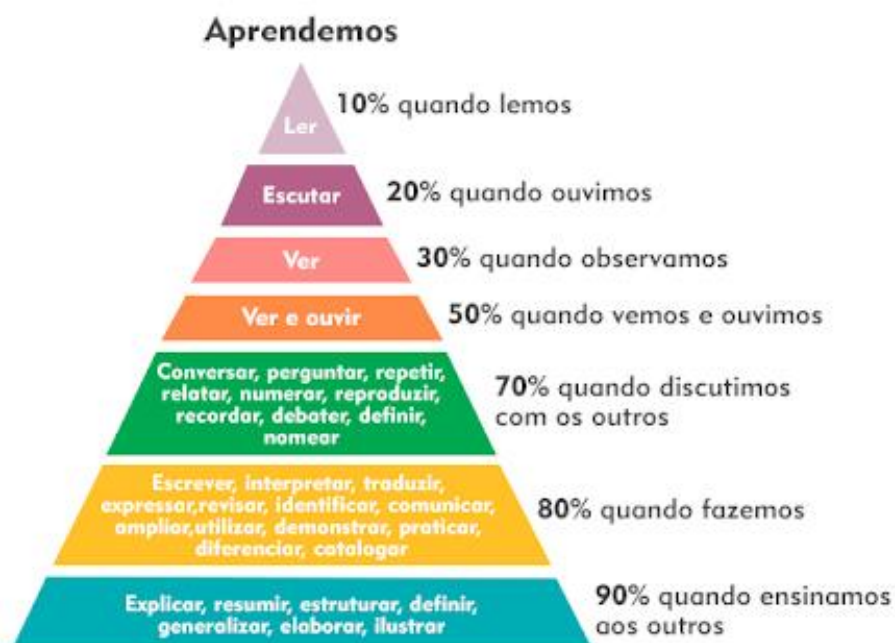 Aprendemos
Ler
10% quando lemos
Escutar
20% quando ouvimos
Ver
30% quando observamos
Ver e ouvir
50% quando vemos e ouvimos
Conversar, perguntar, repetir,
relatar, numerar, reproduzir,
recordar, debater, definir,
nomear
70% quando discutimos
com os outros
Escrever, interpretar, traduzir,
expressar,revisar, identificar, comunicar,
ampliar,utilizar, demonstrar, praticar,
diferenciar, catalogar
80% quando fazemos
Explicar, resumir, estruturar, definir,
generalizar, elaborar, ilustrar
90% quando ensinamos
aos outros